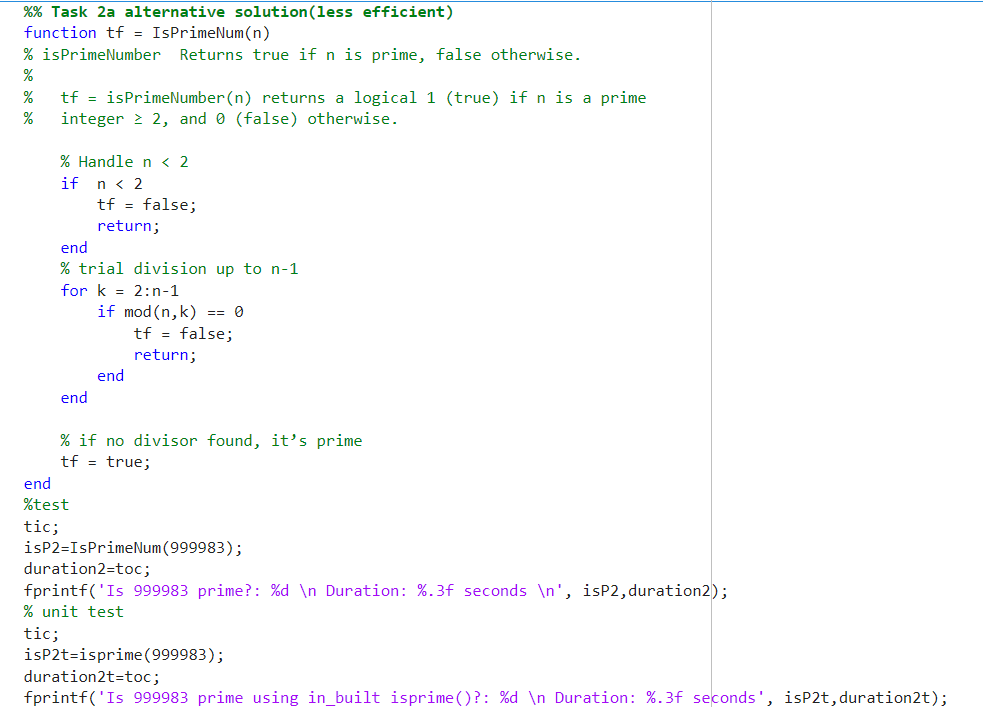 %% Task 2a alternative solution(less efficient)
function tf = IsPrimeNum(n)
% isPrimeNumber  Returns true if n is prime, false otherwise.
%
%   tf = isPrimeNumber(n) returns a logical 1 (true) if n is a prime
%   integer ≥ 2, and 0 (false) otherwise.
    % Handle n < 2
    if  n < 2
        tf = false;
        return;
    end
    % trial division up to n-1
    for k = 2:n-1
        if mod(n,k) == 0
            tf = false;
            return;
        end
    end
    % if no divisor found, it’s prime
    tf = true;
end
%test
tic;
isP2=IsPrimeNum(999983);
duration2=toc;
fprintf('Is 999983 prime?: %d \n Duration: %.3f seconds \n', isP2,duration2);
% unit test
tic;
isP2t=isprime(999983);
duration2t=toc;
fprintf('Is 999983 prime using in_built isprime()?: %d \n Duration: %.3f seconds', isP2t,duration2t);